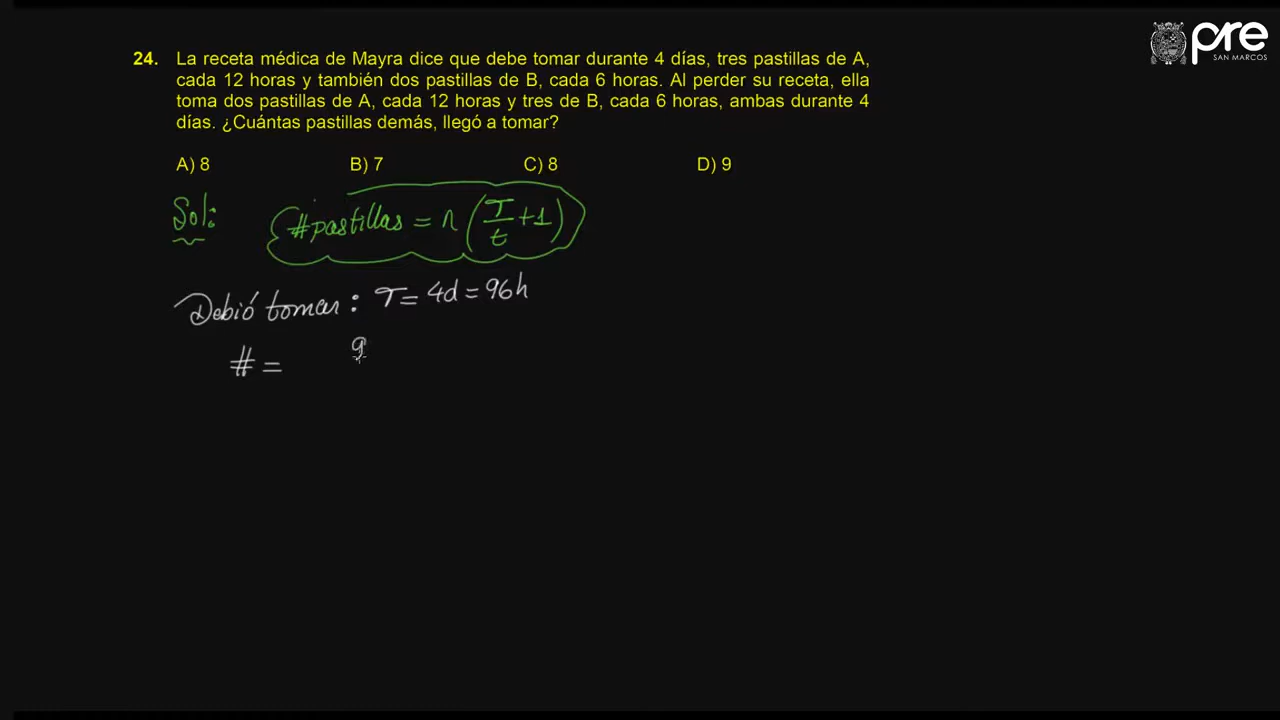 pre
SAN MARCOS
24. La receta médica de Mayra dice que debe tomar durante 4 días, tres pastillas de A,
cada 12 horas y también dos pastillas de B, cada 6 horas. Al perder su receta, ella
toma dos pastillas de A, cada 12 horas y tres de B, cada 6 horas, ambas durante 4
días. ¿Cuántas pastillas demás, llegó a tomar?
A) 8 B) 7 C) 8 D) 9
Sol: #pastillas = n (T/t + 1)
Debió tomar : T = 4d = 96h
# = 9